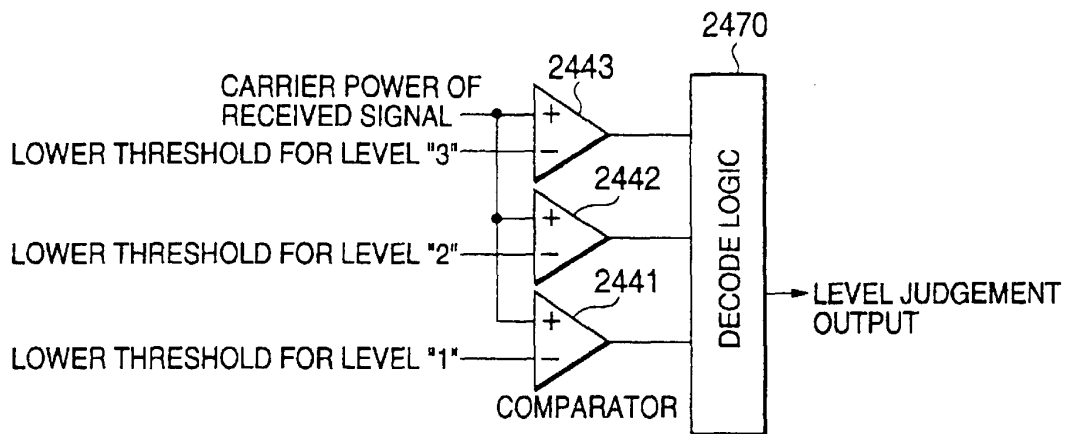 2470
2443
CARRIER POWER OF
RECEIVED SIGNAL
+
−
LOWER THRESHOLD FOR LEVEL "3"
2442
+
−
LOWER THRESHOLD FOR LEVEL "2"
2441
+
−
LOWER THRESHOLD FOR LEVEL "1"
COMPARATOR
DECODE LOGIC
LEVEL JUDGEMENT
OUTPUT